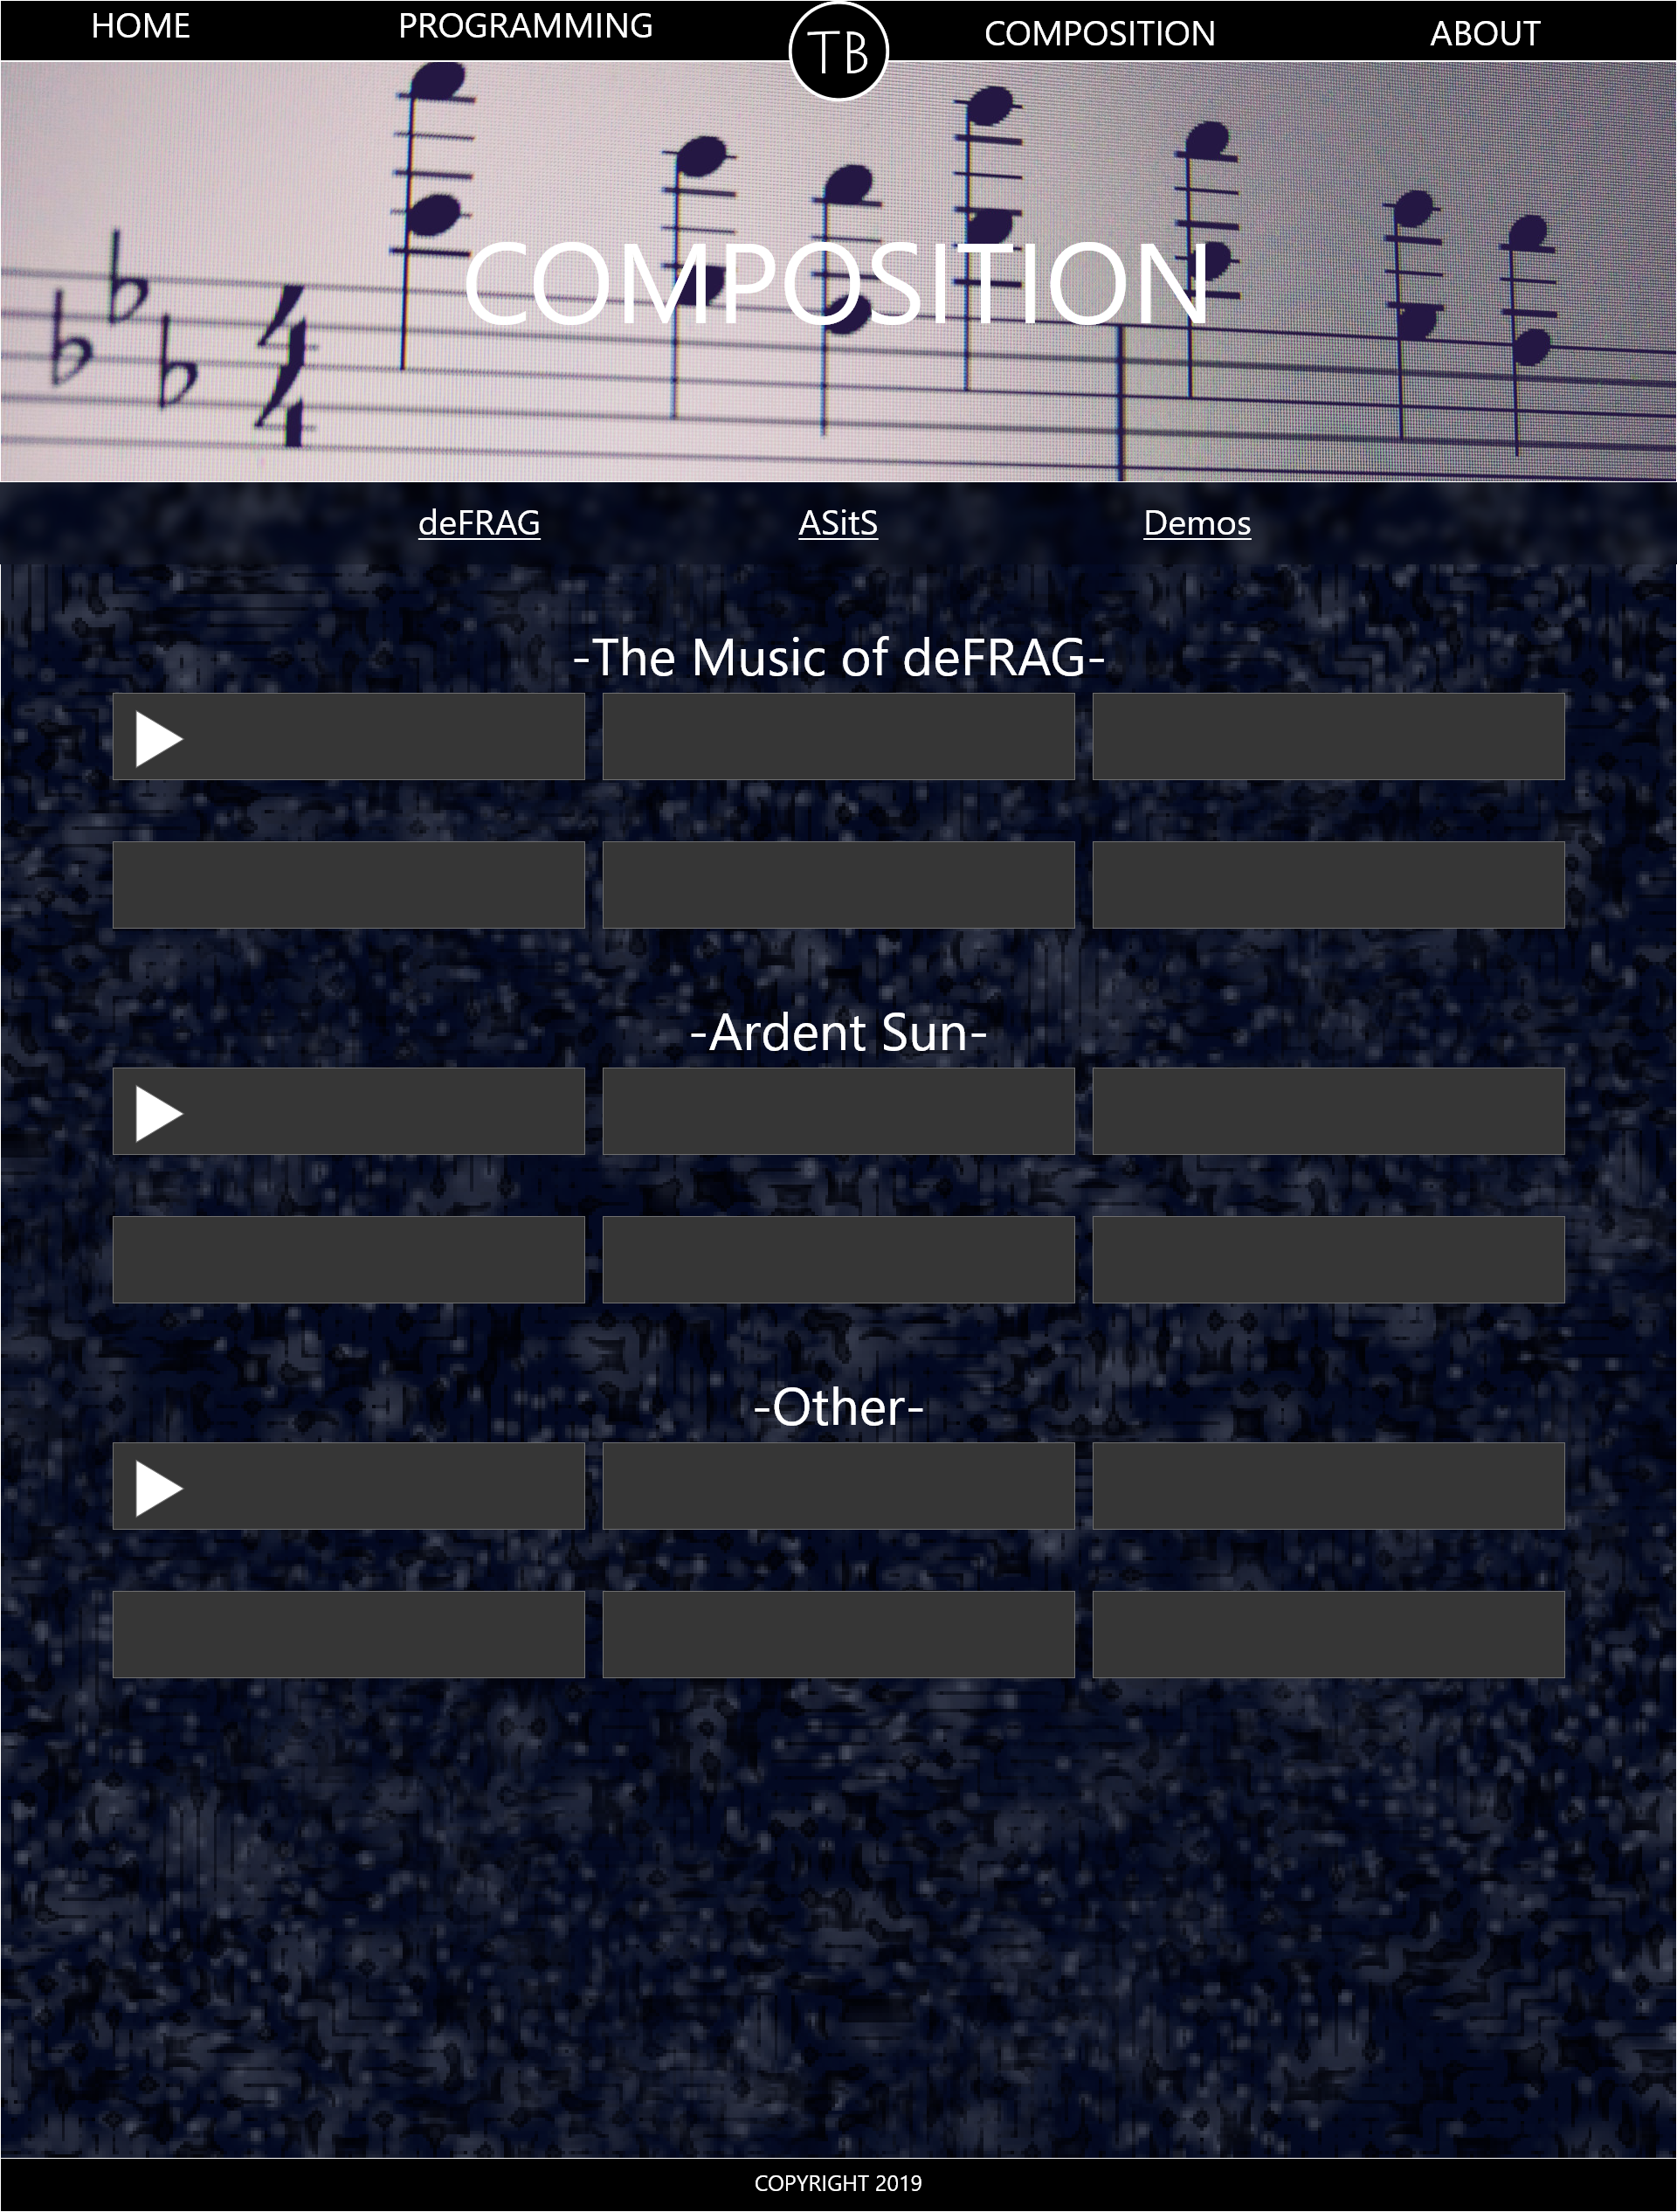 HOME PROGRAMMING TB COMPOSITION ABOUT
COMPOSITION
deFRAG ASitS Demos
-The Music of deFRAG-
-Ardent Sun-
-Other-
COPYRIGHT 2019